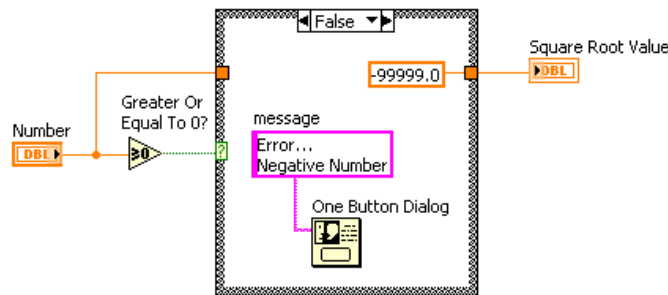 False
Square Root Value
-99999.0
DBL
Greater Or
Equal To 0?
message
Number
Error...
Negative Number
DBL
≥0
?
One Button Dialog